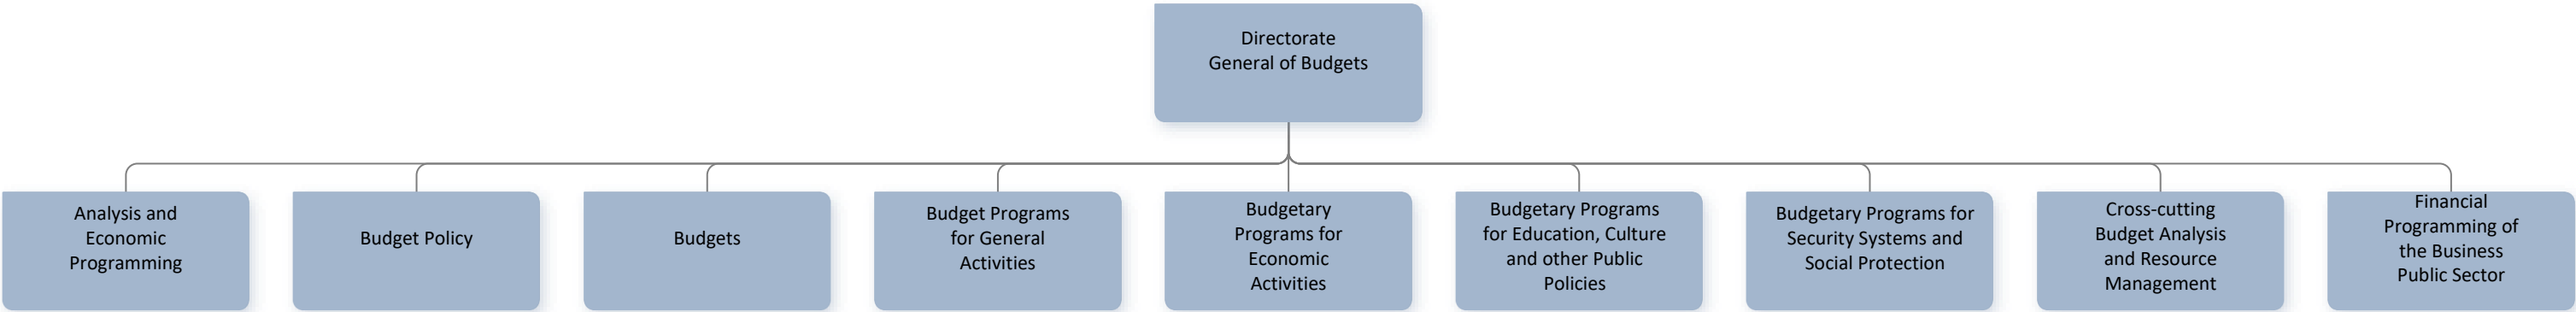 Directorate
General of Budgets
Analysis and
Economic
Programming
Budget Policy
Budgets
Budget Programs
for General
Activities
Budgetary
Programs for
Economic
Activities
Budgetary Programs
for Education, Culture
and other Public
Policies
Budgetary Programs for
Security Systems and
Social Protection
Cross-cutting
Budget Analysis
and Resource
Management
Financial
Programming of
the Business
Public Sector